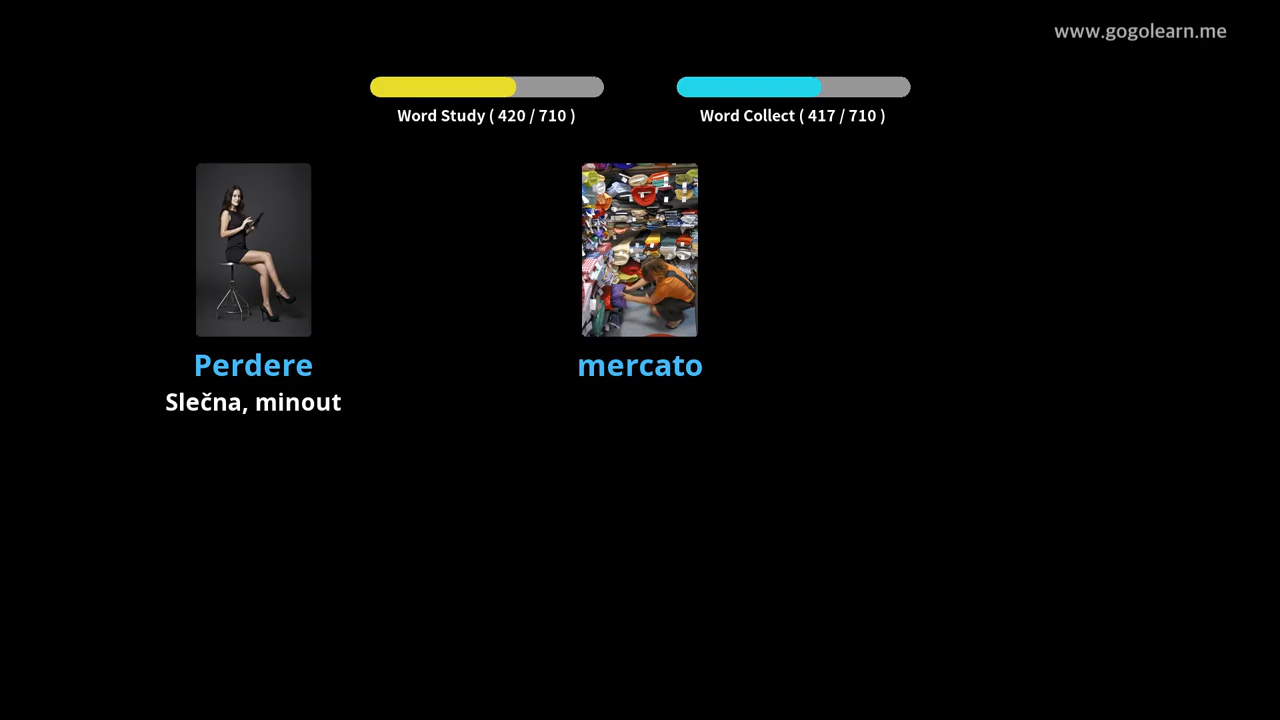 www.gogolearn.me
Word Study ( 420 / 710 )
Word Collect ( 417 / 710 )
Perdere
Slečna, minout
mercato